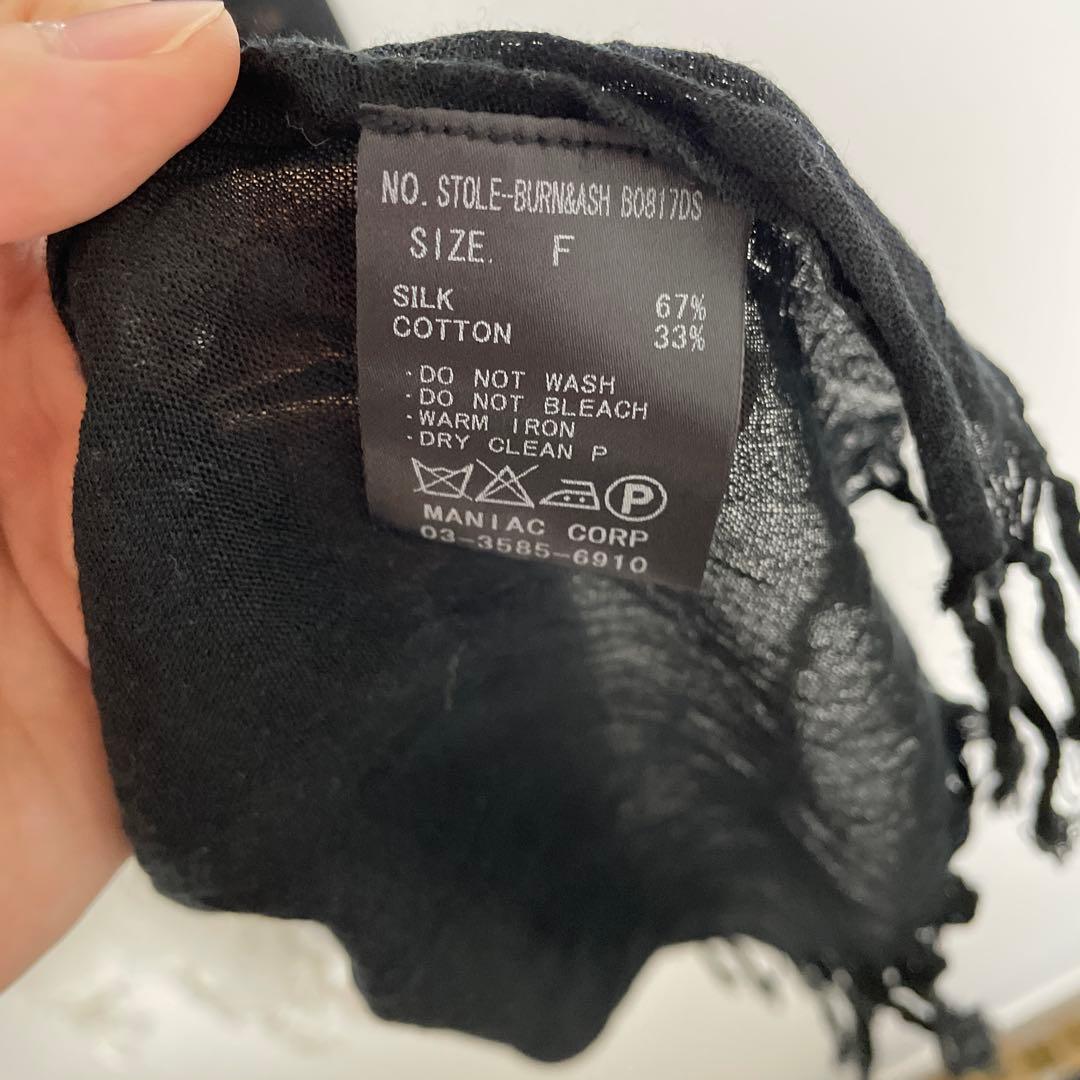 NO. STOLE-BURN&ASH B0817DS
SIZE. F
SILK 67%
COTTON 33%
·DO NOT WASH
·DO NOT BLEACH
·WARM IRON
·DRY CLEAN P
P
MANIAC CORP
03-3585-6910